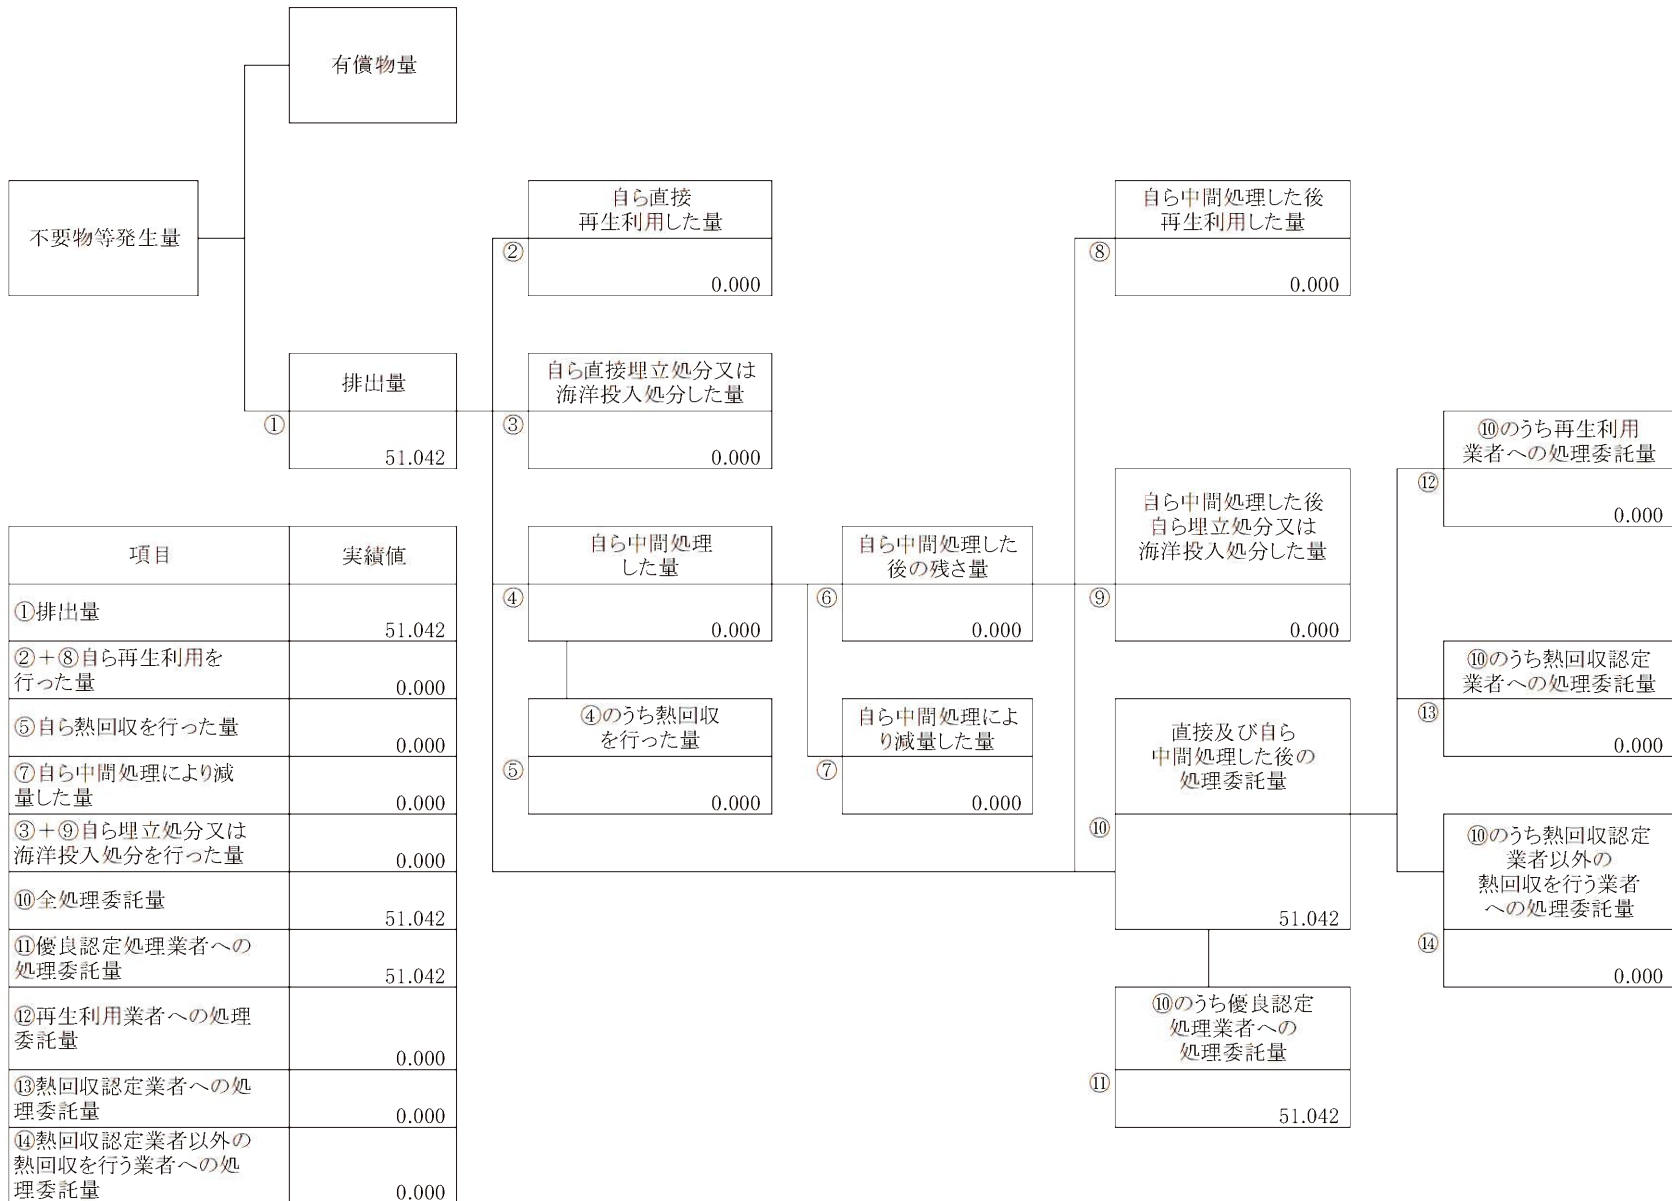 有償物量
不要物等発生量
排出量
①
51.042
自ら直接
再生利用した量
②
0.000
自ら直接埋立処分又は
海洋投入処分した量
③
0.000
自ら中間処理
した量
④
0.000
④のうち熱回収
を行った量
⑤
0.000
自ら中間処理した
後の残さ量
⑥
0.000
自ら中間処理によ
り減量した量
⑦
0.000
自ら中間処理した後
再生利用した量
⑧
0.000
自ら中間処理した後
自ら埋立処分又は
海洋投入処分した量
⑨
0.000
直接及び自ら
中間処理した後の
処理委託量
⑩
51.042
⑩のうち優良認定
処理業者への
処理委託量
⑪
51.042
⑩のうち再生利用
業者への処理委託量
⑫
0.000
⑩のうち熱回収認定
業者への処理委託量
⑬
0.000
⑩のうち熱回収認定
業者以外の
熱回収を行う業者
への処理委託量
⑭
0.000
項目 実績値
①排出量
51.042
②+⑧自ら再生利用を
行った量
0.000
⑤自ら熱回収を行った量
0.000
⑦自ら中間処理により減
量した量
0.000
③+⑨自ら埋立処分又は
海洋投入処分を行った量
0.000
⑩全処理委託量
51.042
⑪優良認定処理業者への
処理委託量
51.042
⑫再生利用業者への処理
委託量
0.000
⑬熱回収認定業者への処
理委託量
0.000
⑭熱回収認定業者以外の
熱回収を行う業者への処
理委託量
0.000